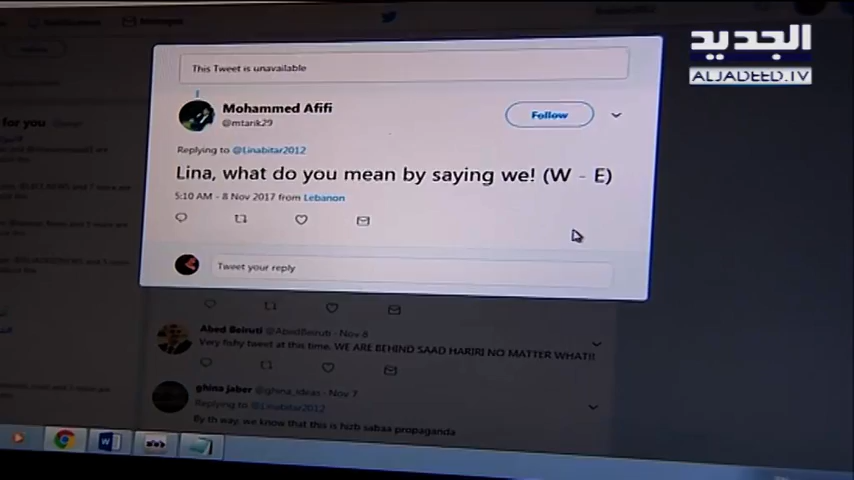 Messages
الجديد
ALJADEED.TV
This Tweet is unavailable
Mohammed Afifi
@mtarik29
Follow
Replying to @Linabitar2012
Lina, what do you mean by saying we! (W - E)
5:10 AM - 8 Nov 2017 from Lebanon
Tweet your reply
for you
Abed Beiruti @AbedBeiruti · Nov 8
Very fishy tweet at this time. WE ARE BEHIND SAAD HARIRI NO MATTER WHAT!!
ghina jaber @ghina_ideas · Nov 7
Replying to @Linabitar2012
By th way, we know that this is hizb sabaa propaganda